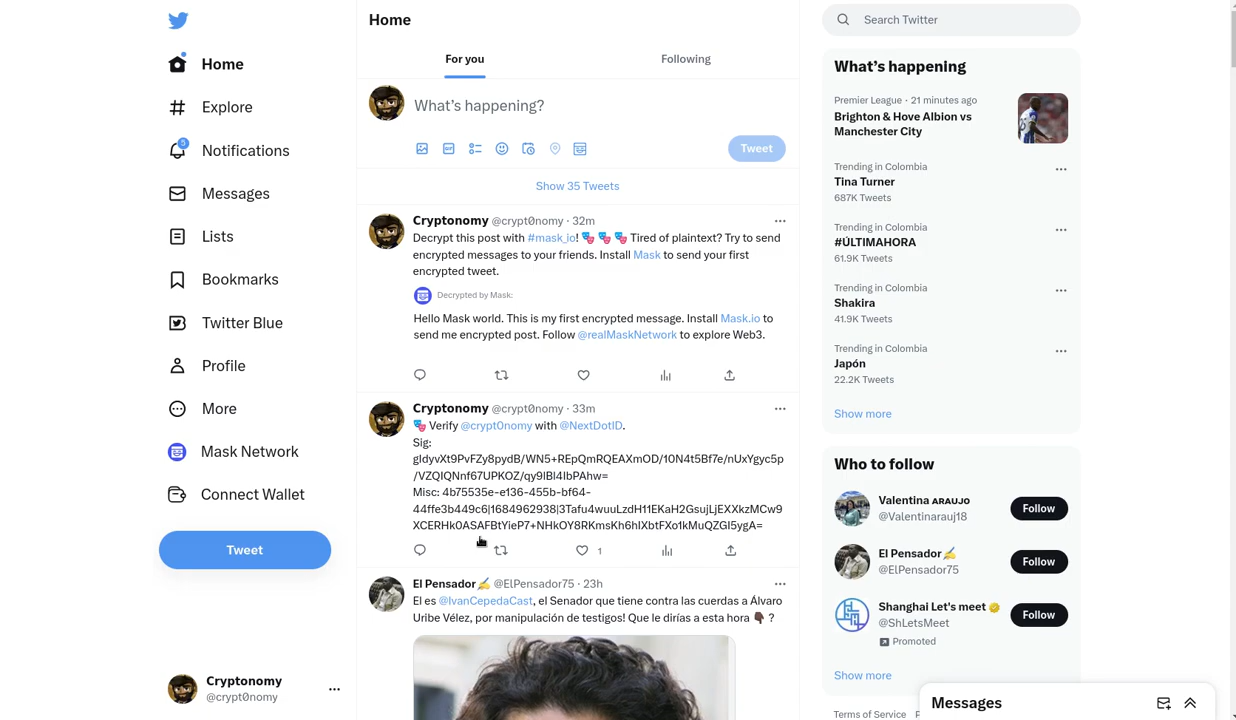 Home
Explore
Notifications
5
Messages
Lists
Bookmarks
Twitter Blue
Profile
More
Mask Network
Connect Wallet
Tweet
Cryptonomy
@crypt0nomy
Home
For you
Following
What's happening?
GIF
Tweet
Show 35 Tweets
Cryptonomy @crypt0nomy · 32m
Decrypt this post with #mask_io! 🎭 🎭 🎭 Tired of plaintext? Try to send
encrypted messages to your friends. Install Mask to send your first
encrypted tweet.
Decrypted by Mask:
Hello Mask world. This is my first encrypted message. Install Mask.io to
send me encrypted post. Follow @realMaskNetwork to explore Web3.
Cryptonomy @crypt0nomy · 33m
🎭 Verify @crypt0nomy with @NextDotID.
Sig:
gIdyvXt9PvFZy8pydB/WN5+REpQmRQEAXmOD/10N4t5Bf7e/nUxYgyc5p
/VZQIQNnf67UPKOZ/qy9IBl4IbPAhw=
Misc: 4b75535e-e136-455b-bf64-
44ffe3b449c6|1684962938|3Tafu4wuuLzdH11EKaH2GsujLjEXXkzMCw9
XCERHk0ASAFBtYieP7+NHkOY8RKmsKh6hlXbtFXo1kMuQZGI5ygA=
1
El Pensador✍ @ElPensador75 · 23h
El es @IvanCepedaCast, el Senador que tiene contra las cuerdas a Álvaro
Uribe Vélez, por manipulación de testigos! Que le dirías a esta hora 👇🏿 ?
Search Twitter
What's happening
Premier League · 21 minutes ago
Brighton & Hove Albion vs
Manchester City
Trending in Colombia
Tina Turner
687K Tweets
Trending in Colombia
#ÚLTIMAHORA
61.9K Tweets
Trending in Colombia
Shakira
41.9K Tweets
Trending in Colombia
Japón
22.2K Tweets
Show more
Who to follow
Valentina ᴀʀᴀᴜᴊᴏ
@Valentinarauj18
Follow
El Pensador✍
@ElPensador75
Follow
Shanghai Let's meet
@ShLetsMeet
Promoted
Follow
Show more
Terms of Service
Messages